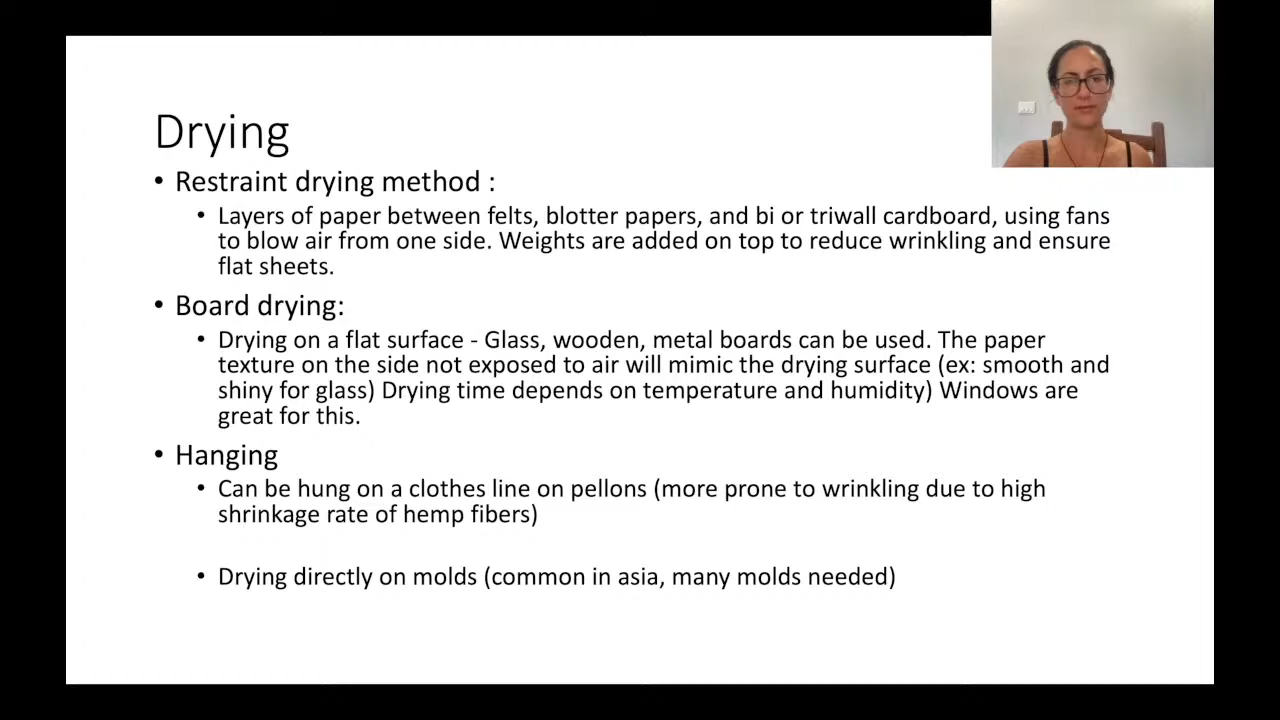 Drying
• Restraint drying method :
• Layers of paper between felts, blotter papers, and bi or triwall cardboard, using fans
to blow air from one side. Weights are added on top to reduce wrinkling and ensure
flat sheets.
• Board drying:
• Drying on a flat surface - Glass, wooden, metal boards can be used. The paper
texture on the side not exposed to air will mimic the drying surface (ex: smooth and
shiny for glass) Drying time depends on temperature and humidity) Windows are
great for this.
• Hanging
• Can be hung on a clothes line on pellons (more prone to wrinkling due to high
shrinkage rate of hemp fibers)
• Drying directly on molds (common in asia, many molds needed)